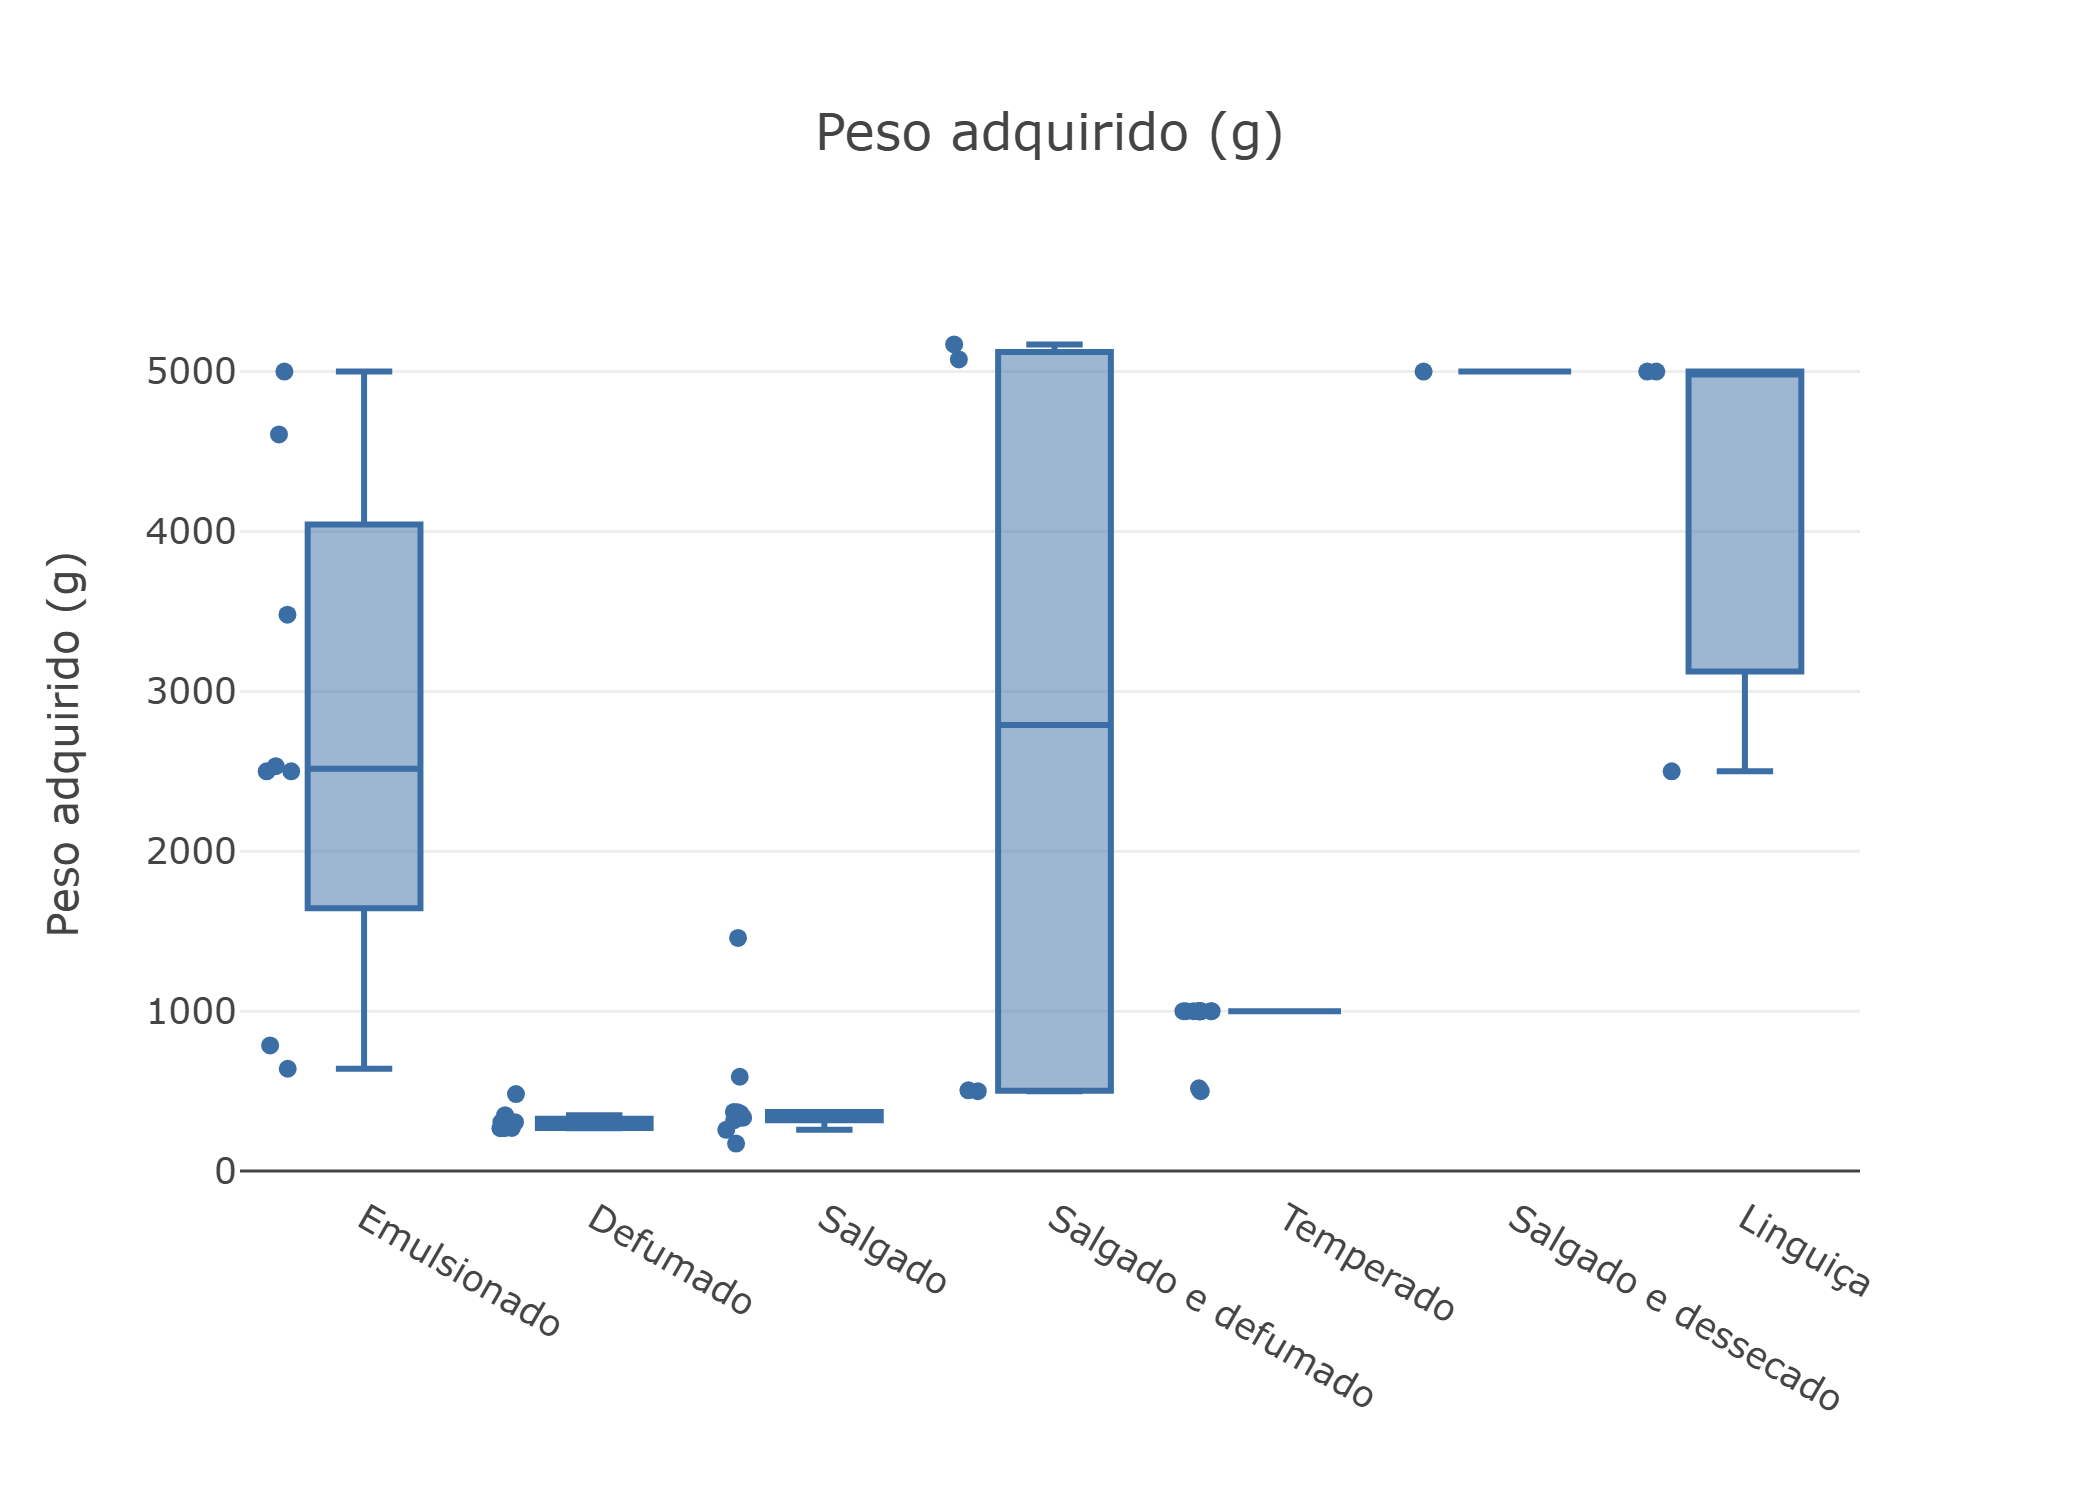 Peso adquirido (g)
Peso adquirido (g)
5000
4000
3000
2000
1000
0
Emulsionado
Defumado
Salgado
Salgado e defumado
Temperado
Salgado e dessecado
Linguiça